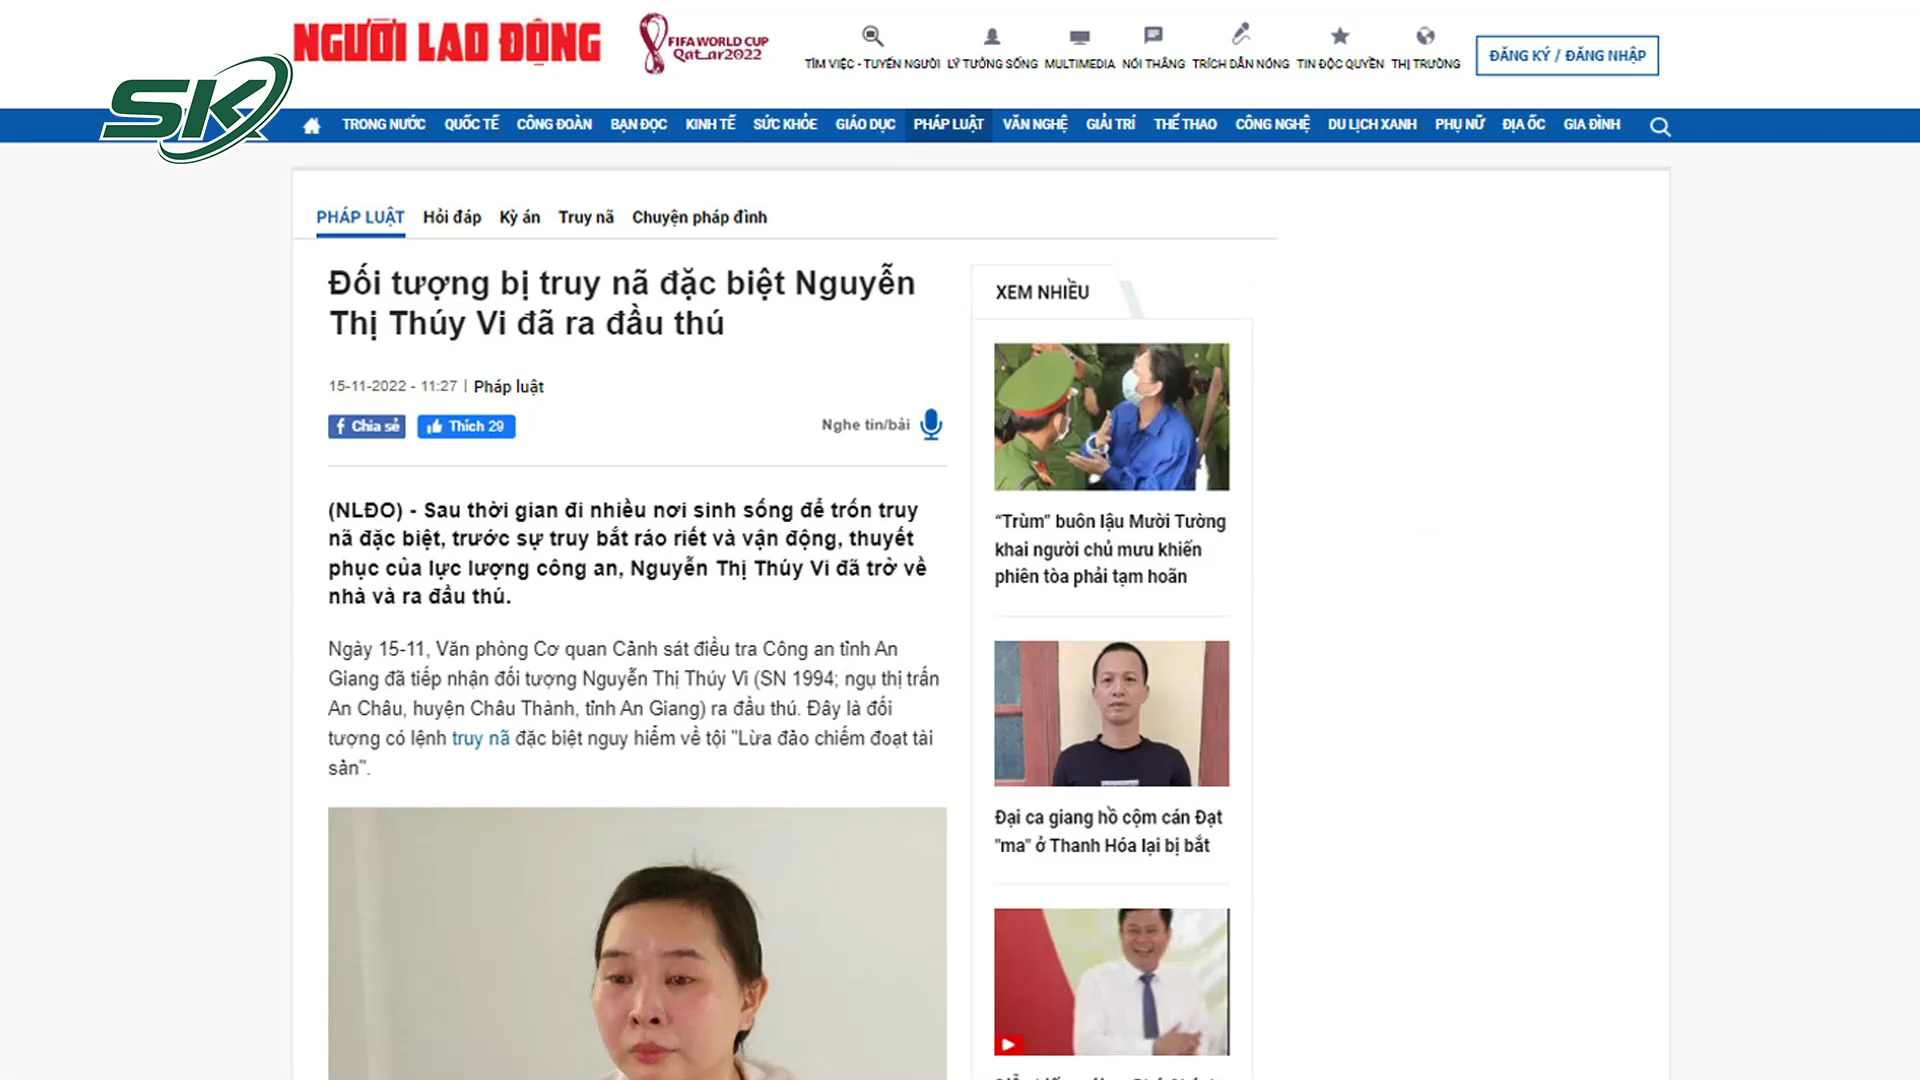 NGƯỜI LAO ĐỘNG
FIFA WORLD CUP
Qatar2022
TÌM VIỆC - TUYỂN NGƯỜI LÝ TƯỞNG SỐNG MULTIMEDIA NÓI THẲNG TRÍCH DẪN NÓNG TIN ĐỘC QUYỀN THỊ TRƯỜNG
ĐĂNG KÝ / ĐĂNG NHẬP
SK
TRONG NƯỚC QUỐC TẾ CÔNG ĐOÀN BẠN ĐỌC KINH TẾ SỨC KHỎE GIÁO DỤC PHÁP LUẬT VĂN NGHỆ GIẢI TRÍ THỂ THAO CÔNG NGHỆ DU LỊCH XANH PHỤ NỮ ĐỊA ỐC GIA ĐÌNH
PHÁP LUẬT Hỏi đáp Kỳ án Truy nã Chuyện pháp đình
Đối tượng bị truy nã đặc biệt Nguyễn
Thị Thúy Vi đã ra đầu thú
15-11-2022 - 11:27 | Pháp luật
Chia sẻ Thích 29
Nghe tin/bài
(NLĐO) - Sau thời gian đi nhiều nơi sinh sống để trốn truy
nã đặc biệt, trước sự truy bắt ráo riết và vận động, thuyết
phục của lực lượng công an, Nguyễn Thị Thúy Vi đã trở về
nhà và ra đầu thú.
Ngày 15-11, Văn phòng Cơ quan Cảnh sát điều tra Công an tỉnh An
Giang đã tiếp nhận đối tượng Nguyễn Thị Thúy Vi (SN 1994; ngụ thị trấn
An Châu, huyện Châu Thành, tỉnh An Giang) ra đầu thú. Đây là đối
tượng có lệnh truy nã đặc biệt nguy hiểm về tội "Lừa đảo chiếm đoạt tài
sản".
XEM NHIỀU
“Trùm” buôn lậu Mười Tường
khai người chủ mưu khiến
phiên tòa phải tạm hoãn
Đại ca giang hồ cộm cán Đạt
"ma" ở Thanh Hóa lại bị bắt